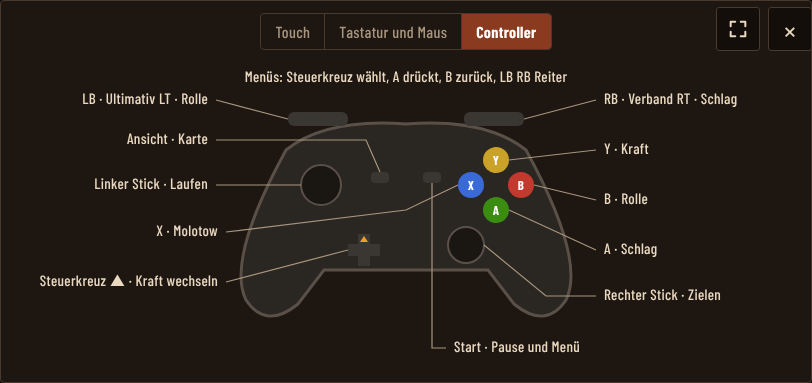 Touch
Tastatur und Maus
Controller
×
Menüs: Steuerkreuz wählt, A drückt, B zurück, LB RB Reiter
LB · Ultimativ LT · Rolle
RB · Verband RT · Schlag
Ansicht · Karte
Y · Kraft
Linker Stick · Laufen
B · Rolle
X · Molotow
A · Schlag
Steuerkreuz ▲ · Kraft wechseln
Rechter Stick · Zielen
Start · Pause und Menü
Y
X
B
A